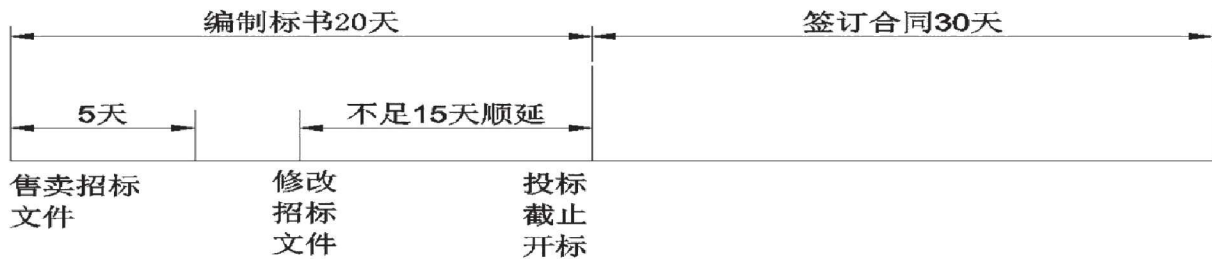 编制标书20天
签订合同30天
5天
不足15天顺延
售卖招标
文件
修改
招标
文件
投标
截止
开标